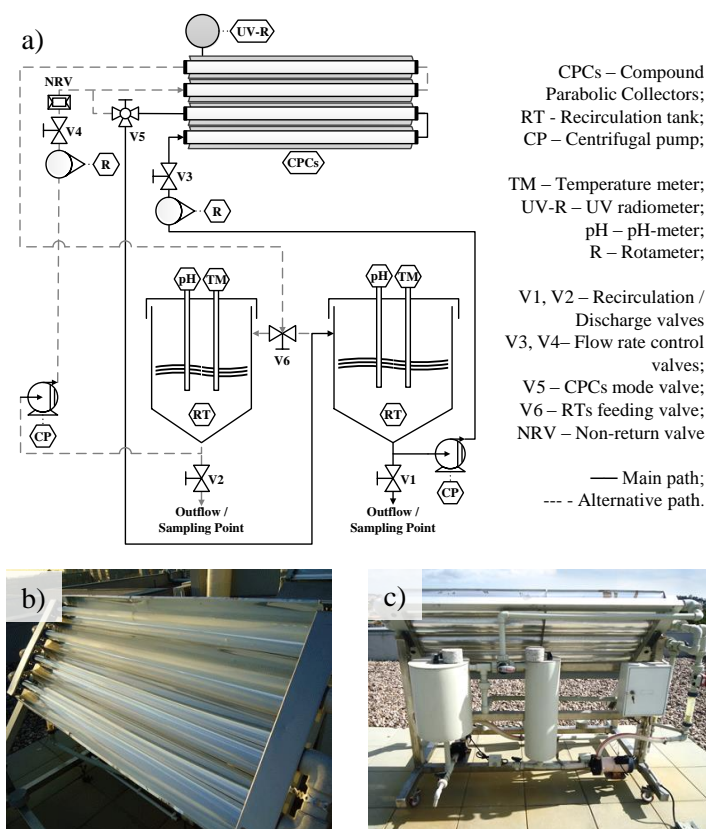 a)
UV-R
NRV
V4
V5
R
V3
CPCs
R
pH
TM
pH
TM
V6
RT
RT
CP
CP
V2
V1
Outflow /
Sampling Point
Outflow /
Sampling Point
CPCs – Compound
Parabolic Collectors;
RT - Recirculation tank;
CP – Centrifugal pump;
TM – Temperature meter;
UV-R – UV radiometer;
pH – pH-meter;
R – Rotameter;
V1, V2 – Recirculation /
Discharge valves
V3, V4– Flow rate control
valves;
V5 – CPCs mode valve;
V6 – RTs feeding valve;
NRV – Non-return valve
— Main path;
--- - Alternative path.
b)
c)